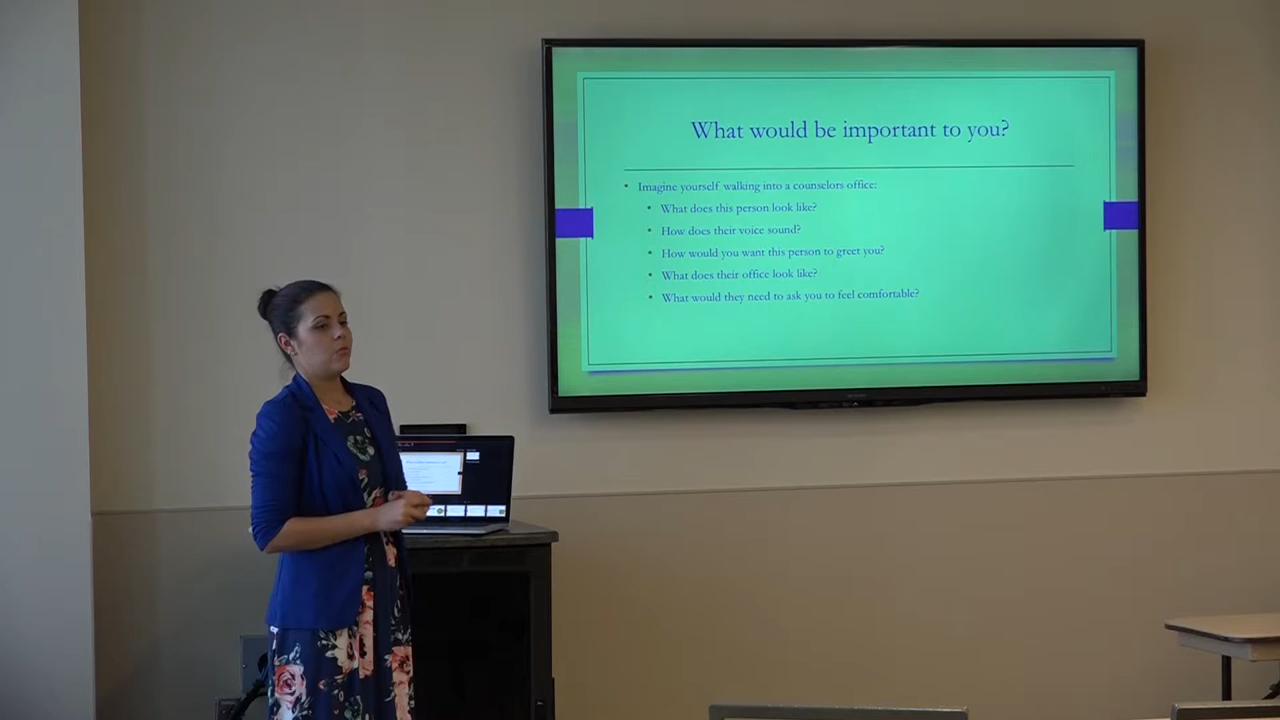 What would be important to you?
• Imagine yourself walking into a counselors office:
• What does this person look like?
• How does their voice sound?
• How would you want this person to greet you?
• What does their office look like?
• What would they need to ask you to feel comfortable?